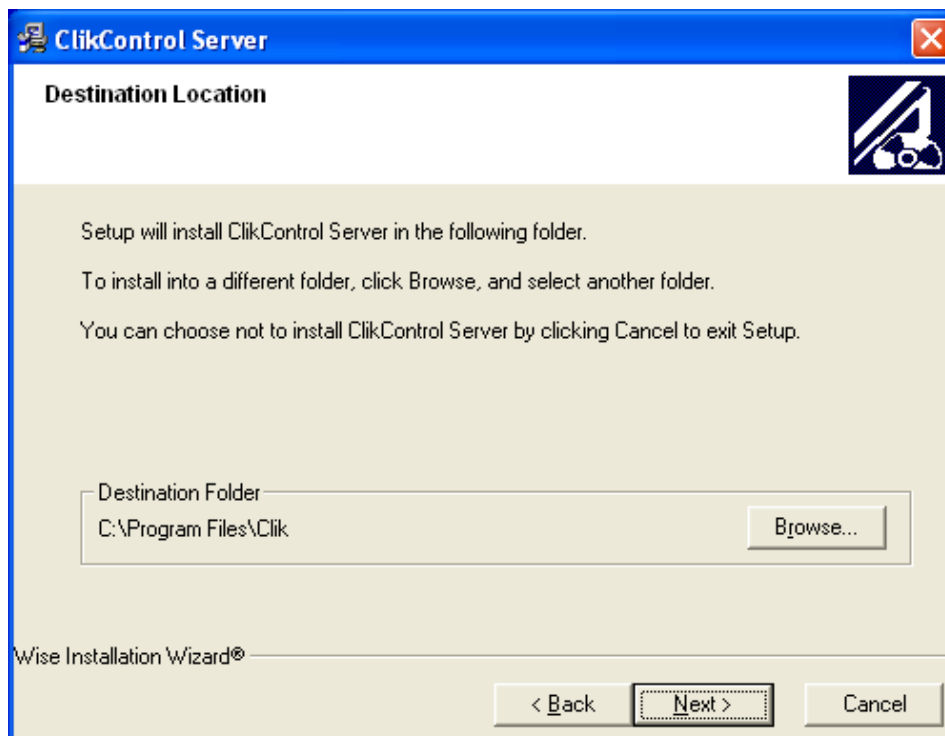 ClikControl Server
Destination Location
Setup will install ClikControl Server in the following folder.
To install into a different folder, click Browse, and select another folder.
You can choose not to install ClikControl Server by clicking Cancel to exit Setup.
Destination Folder
C:\Program Files\Clik
Browse...
Wise Installation Wizard®
< Back
Next >
Cancel